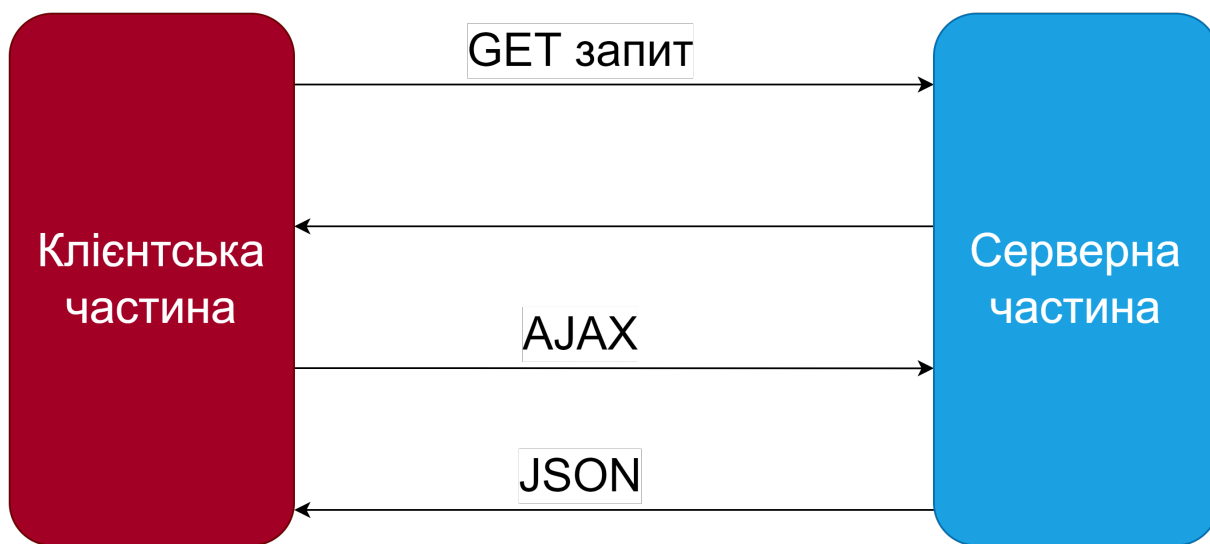 GET запит
Клієнтська
частина
Серверна
частина
AJAX
JSON